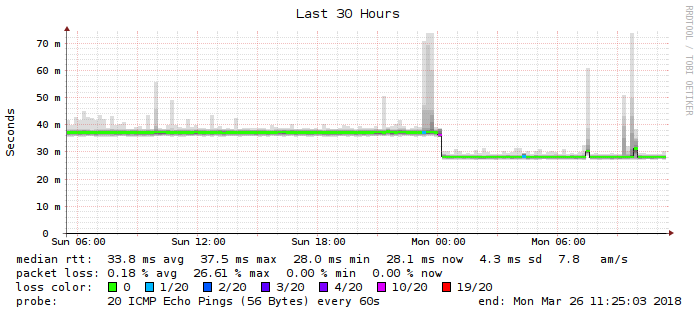 Last 30 Hours
RRDTOOL / TOBI OETIKER
Seconds
70 m
60 m
50 m
40 m
30 m
20 m
10 m
0
Sun 06:00 Sun 12:00 Sun 18:00 Mon 00:00 Mon 06:00
median rtt: 33.8 ms avg 37.5 ms max 28.0 ms min 28.1 ms now 4.3 ms sd 7.8 am/s
packet loss: 0.18 % avg 26.61 % max 0.00 % min 0.00 % now
loss color: 0 1/20 2/20 3/20 4/20 10/20 19/20
probe: 20 ICMP Echo Pings (56 Bytes) every 60s end: Mon Mar 26 11:25:03 2018